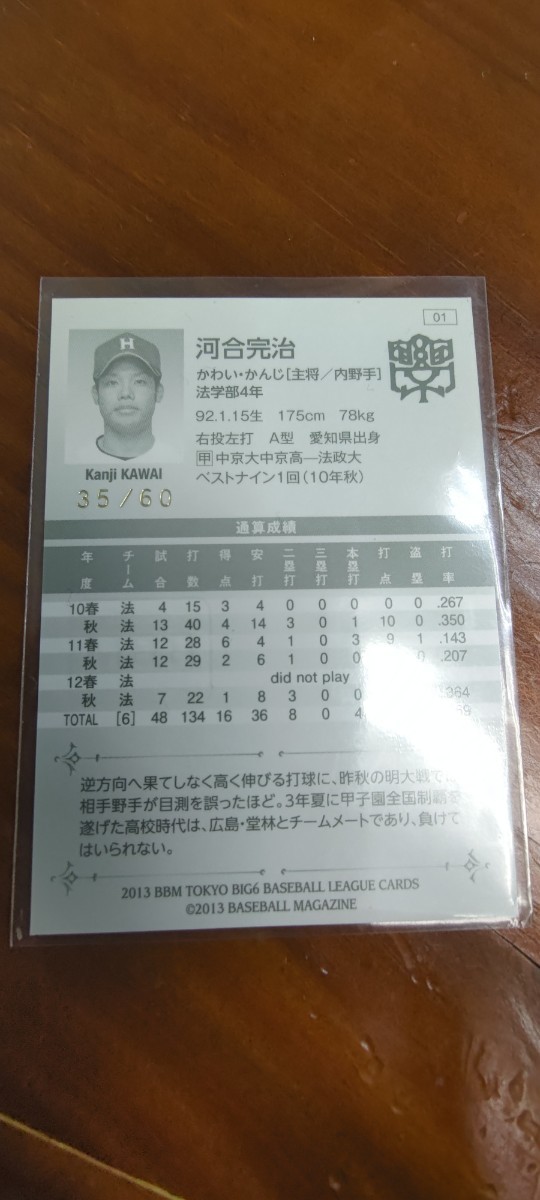 01
H
河合完治
かわい・かんじ[主将/内野手]
法学部4年
92.1.15生 175cm 78kg
右投左打 A型 愛知県出身
甲 中京大中京高―法政大
ベストナイン1回(10年秋)
Kanji KAWAI
35/60
通算成績
年度 チーム 試合 打数 得点 安打 二塁打 三塁打 本塁打 打点 盗塁 打率
10春 法 4 15 3 4 0 0 0 0 0 .267
秋 法 13 40 4 14 3 0 1 10 0 .350
11春 法 12 28 6 4 1 0 3 9 1 .143
秋 法 12 29 2 6 1 0 0 0 .207
12春 法 did not play
秋 法 7 22 1 8 3 0 0 .364
TOTAL [6] 48 134 16 36 8 0 4
逆方向へ果てしなく高く伸びる打球に、昨秋の明大戦で
相手野手が目測を誤ったほど。3年夏に甲子園全国制覇を
遂げた高校時代は、広島・堂林とチームメートであり、負けて
はいられない。
2013 BBM TOKYO BIG6 BASEBALL LEAGUE CARDS
©2013 BASEBALL MAGAZINE